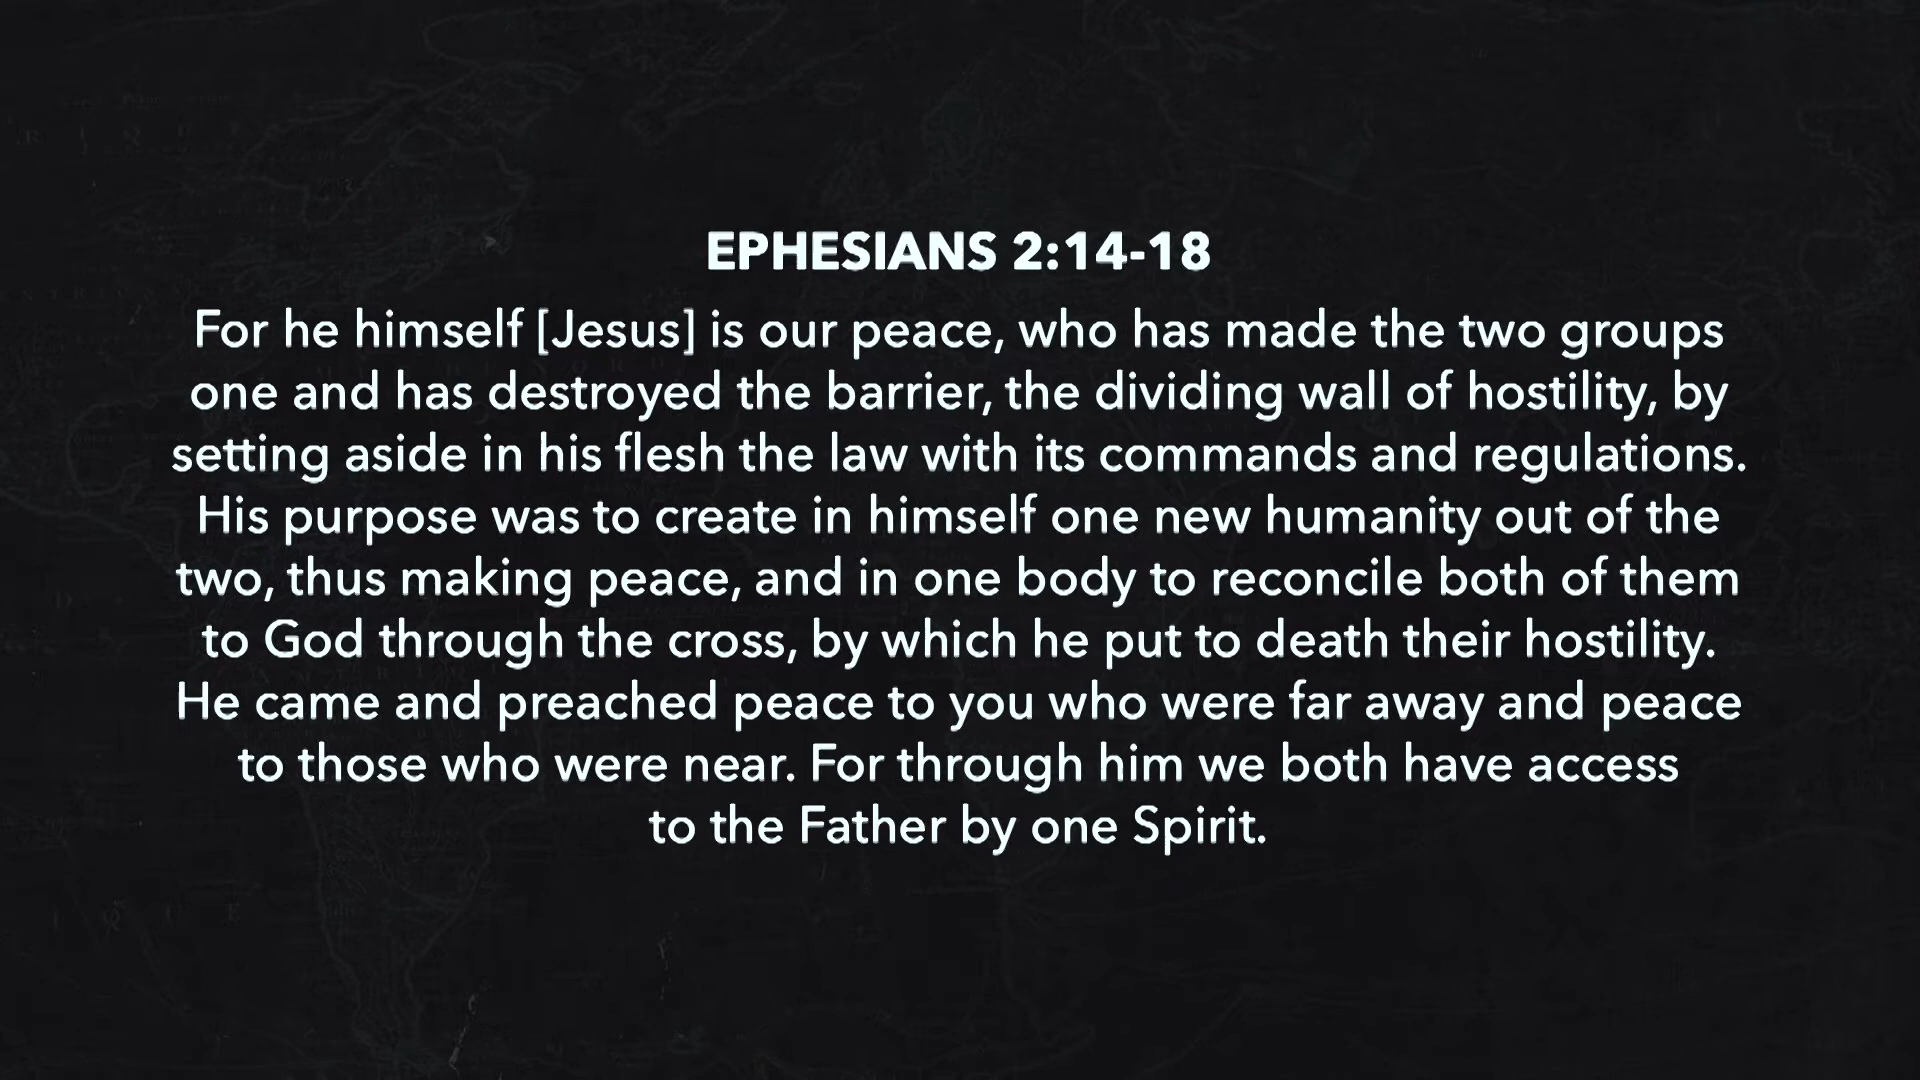 EPHESIANS 2:14-18
For he himself [Jesus] is our peace, who has made the two groups
one and has destroyed the barrier, the dividing wall of hostility, by
setting aside in his flesh the law with its commands and regulations.
His purpose was to create in himself one new humanity out of the
two, thus making peace, and in one body to reconcile both of them
to God through the cross, by which he put to death their hostility.
He came and preached peace to you who were far away and peace
to those who were near. For through him we both have access
to the Father by one Spirit.